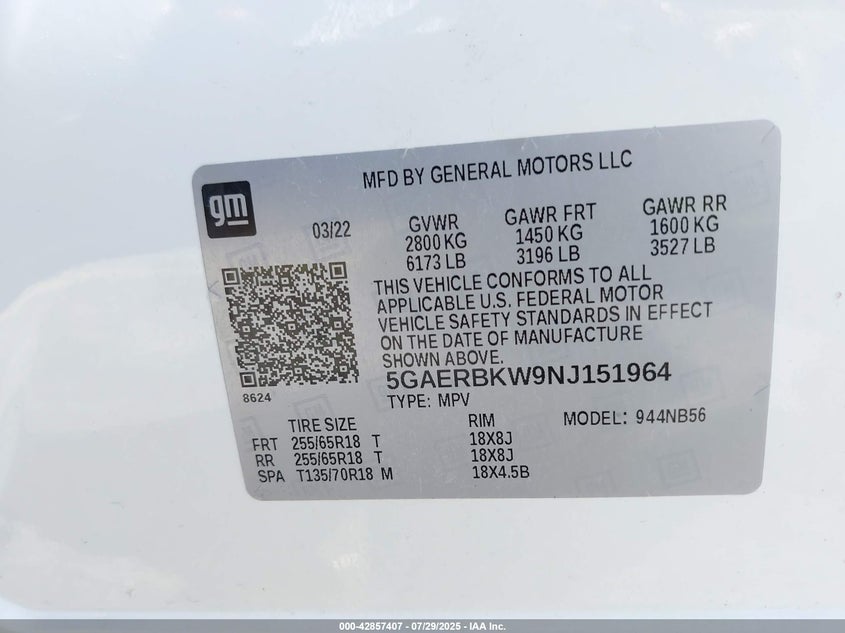 MFD BY GENERAL MOTORS LLC
gm
03/22
GVWR GAWR FRT GAWR RR
2800 KG 1450 KG 1600 KG
6173 LB 3196 LB 3527 LB
THIS VEHICLE CONFORMS TO ALL
APPLICABLE U.S. FEDERAL MOTOR
VEHICLE SAFETY STANDARDS IN EFFECT
ON THE DATE OF MANUFACTURE
SHOWN ABOVE.
5GAERBKW9NJ151964
8624
TYPE: MPV
TIRE SIZE RIM MODEL: 944NB56
FRT 255/65R18 T 18X8J
RR 255/65R18 T 18X8J
SPA T135/70R18 M 18X4.5B
000-42857407 - 07/29/2025 - IAA Inc.